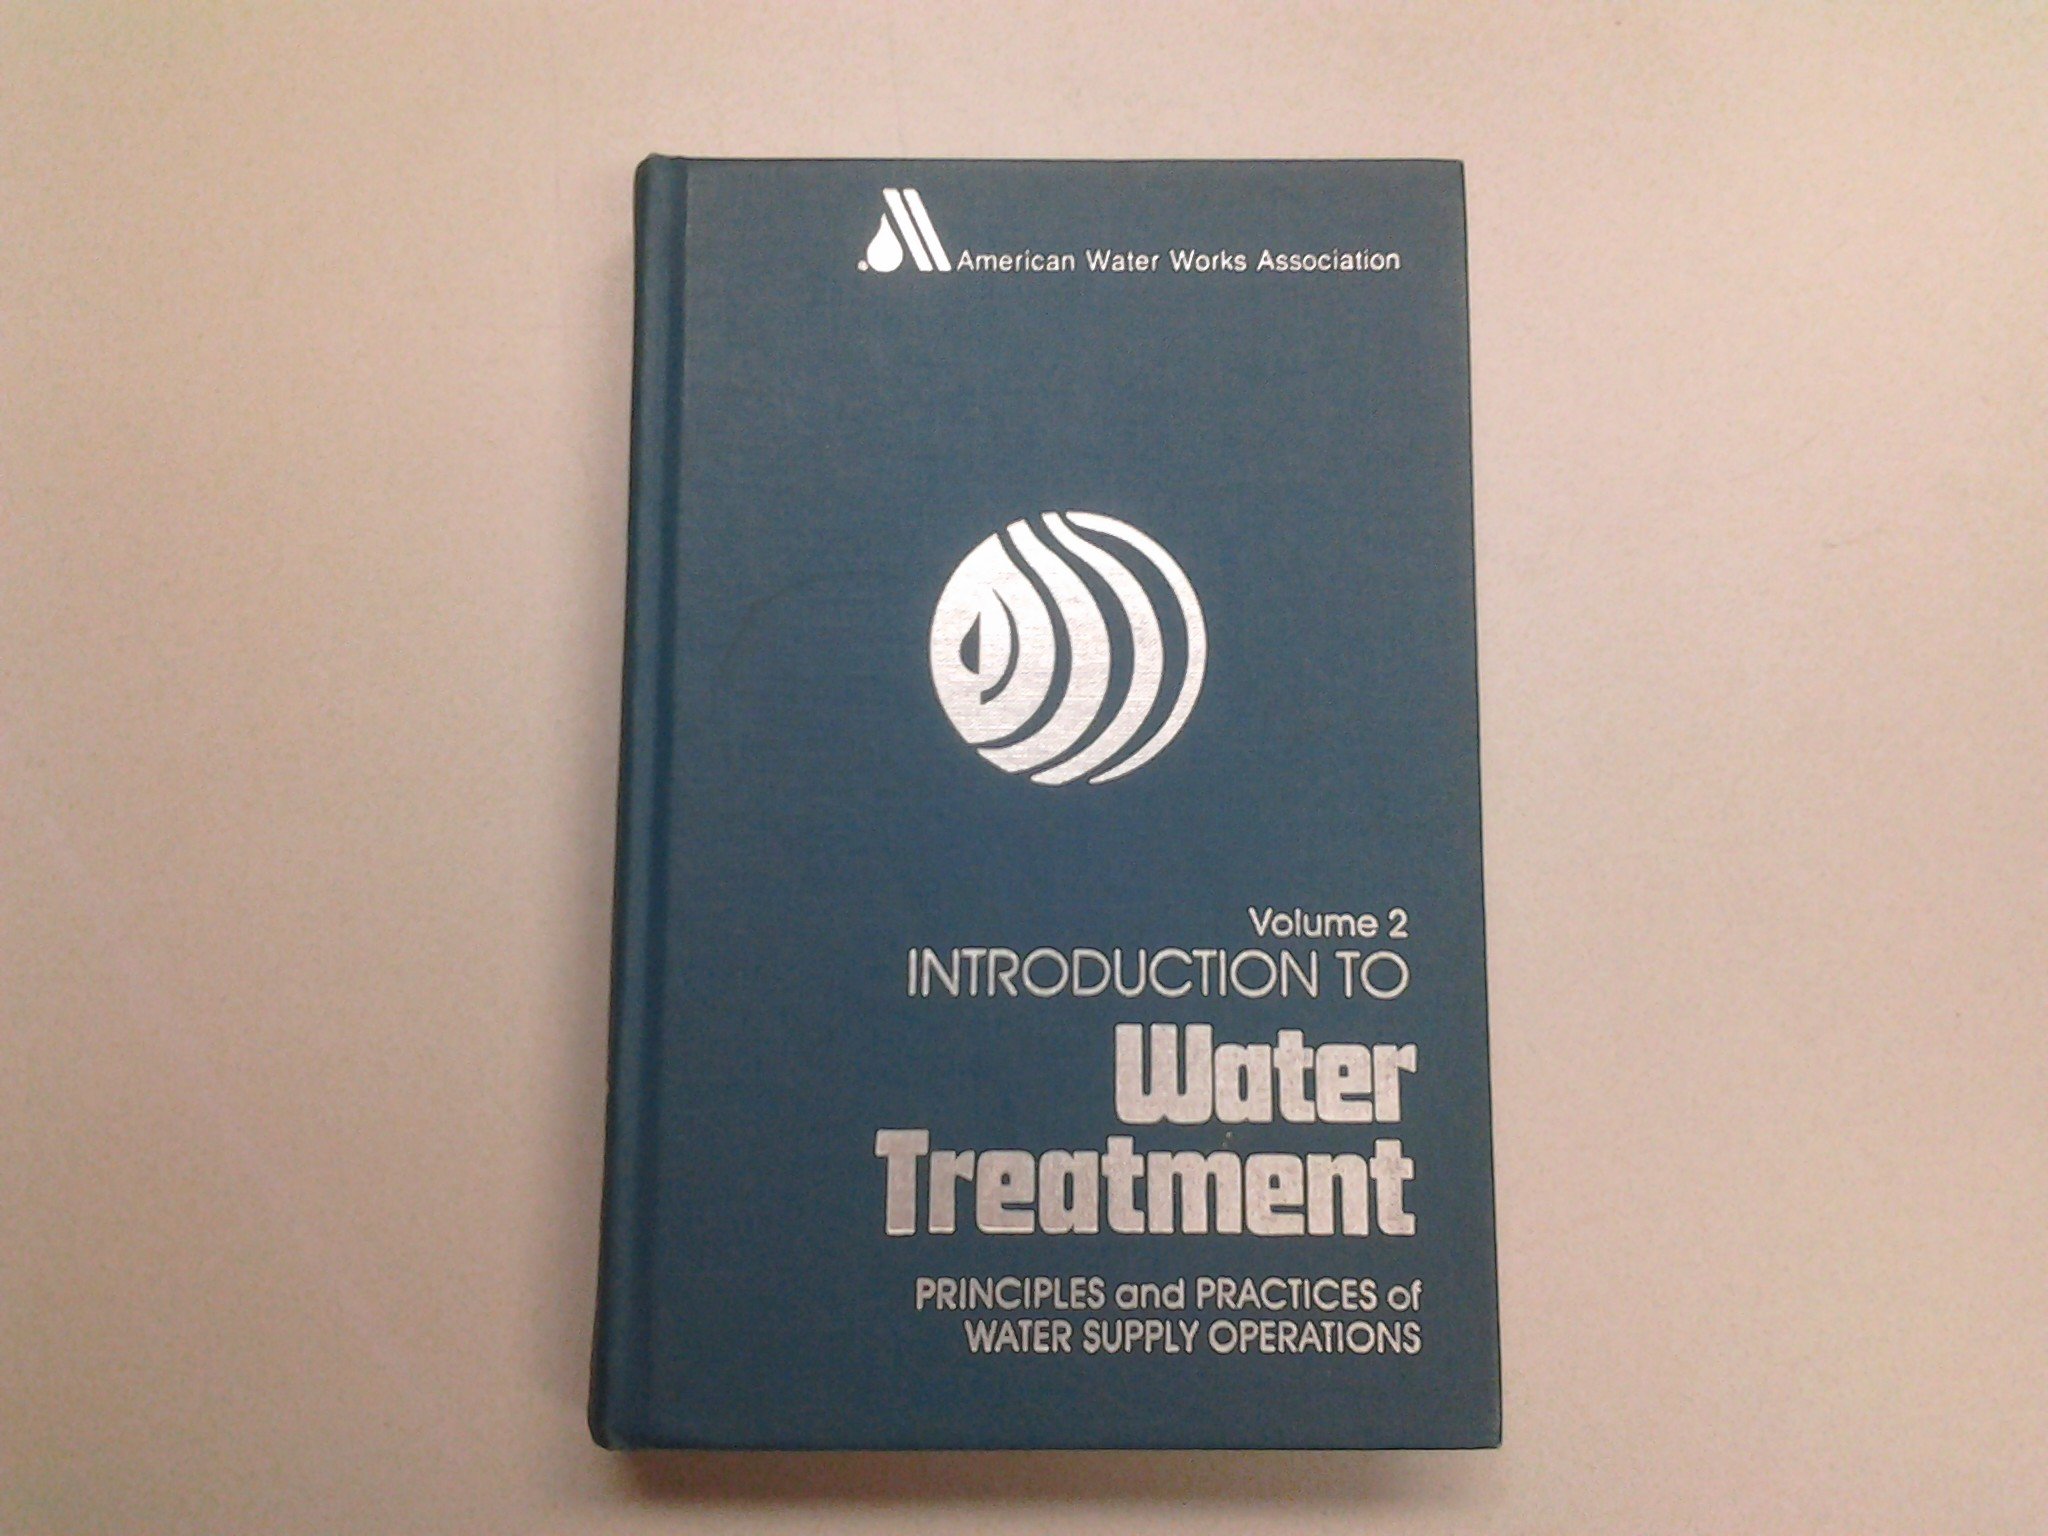 American Water Works Association
Volume 2
INTRODUCTION TO
Water
Treatment
PRINCIPLES and PRACTICES of
WATER SUPPLY OPERATIONS